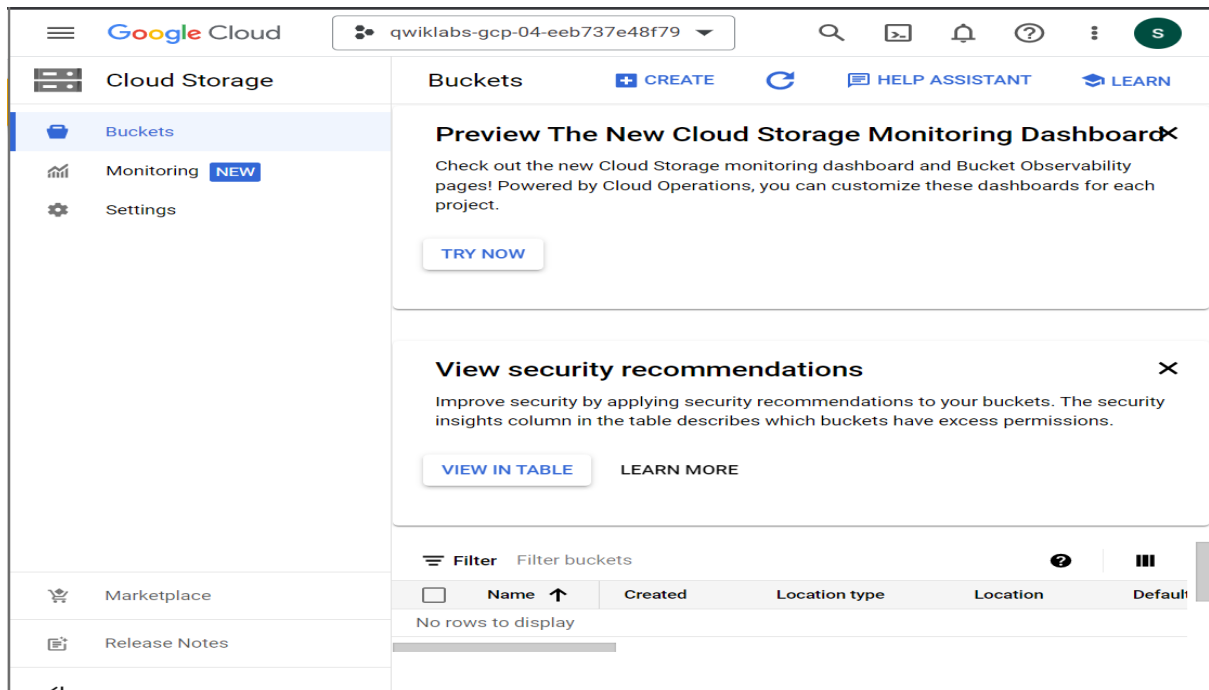 Google Cloud
qwiklabs-gcp-04-eeb737e48f79
S
Cloud Storage
Buckets
CREATE
HELP ASSISTANT
LEARN
Buckets
Monitoring NEW
Settings
Marketplace
Release Notes
Preview The New Cloud Storage Monitoring Dashboard
Check out the new Cloud Storage monitoring dashboard and Bucket Observability
pages! Powered by Cloud Operations, you can customize these dashboards for each
project.
TRY NOW
View security recommendations
Improve security by applying security recommendations to your buckets. The security
insights column in the table describes which buckets have excess permissions.
VIEW IN TABLE LEARN MORE
Filter Filter buckets
Name Created Location type Location Default
No rows to display